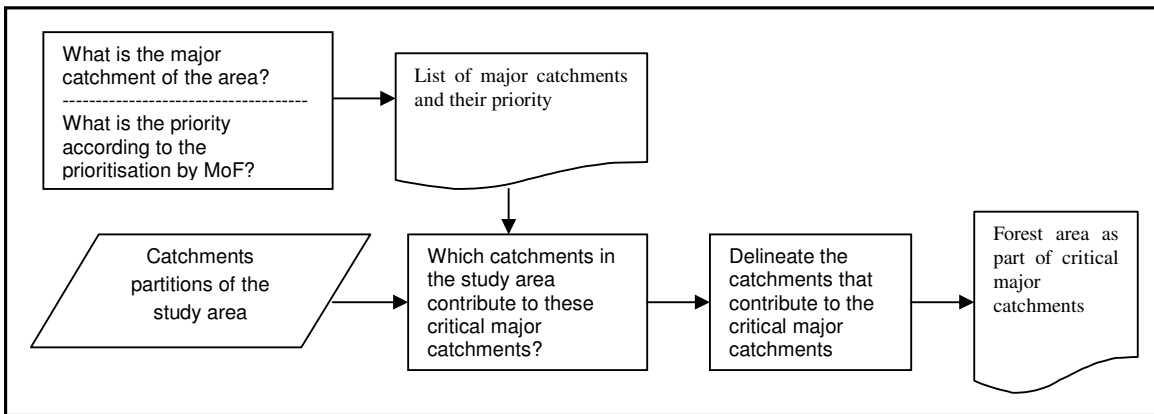 What is the major
catchment of the area?
-------------------------------------
What is the priority
according to the
prioritisation by MoF?
List of major catchments
and their priority
Catchments
partitions of the
study area
Which catchments in
the study area
contribute to these
critical major
catchments?
Delineate the
catchments that
contribute to the
critical major
catchments
Forest area as
part of critical
major
catchments